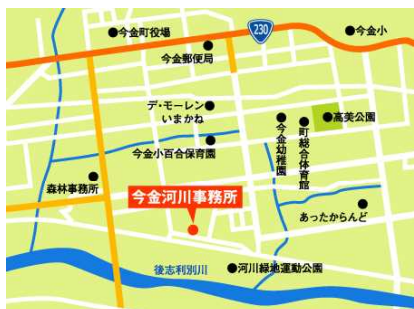 今金町役場
230
今金小
今金郵便局
デ・モーレン
いまかね
高美公園
今金幼稚園
町総合体育館
今金小百合保育園
森林事務所
今金河川事務所
あったからんど
後志利別川
河川緑地運動公園